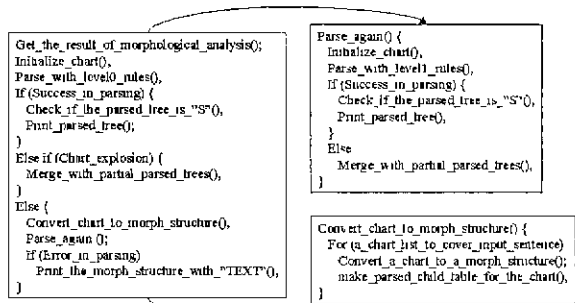 Get_the_result_of_morphological_analysis();
Initialize_chart(),
Parse_with_level0_rules(),
If (Success_in_parsing) {
Check_if_the_parsed_tree_is_"S"(),
Print_parsed_tree();
}
Else if (Chart_explosion) {
Merge_with_partial_parsed_trees(),
}
Else {
Convert_chart_to_morph_structure(),
Parse_again ();
If (Error_in_parsing)
Print_the_morph_structure_with_"TEXT"(),
}
Parse_again() {
Initialize_chart(),
Parse_with_level1_rules(),
If (Success_in_parsing) {
Check_if_the_parsed_tree_is_"S"(),
Print_parsed_tree(),
}
Else
Merge_with_partial_parsed_trees(),
}
Convert_chart_to_morph_structure() {
For (a_chart_list_to_cover_input_sentence)
Convert_a_chart_to_a_morph_structure();
make_parsed_child_table_for_the_chart(),
}